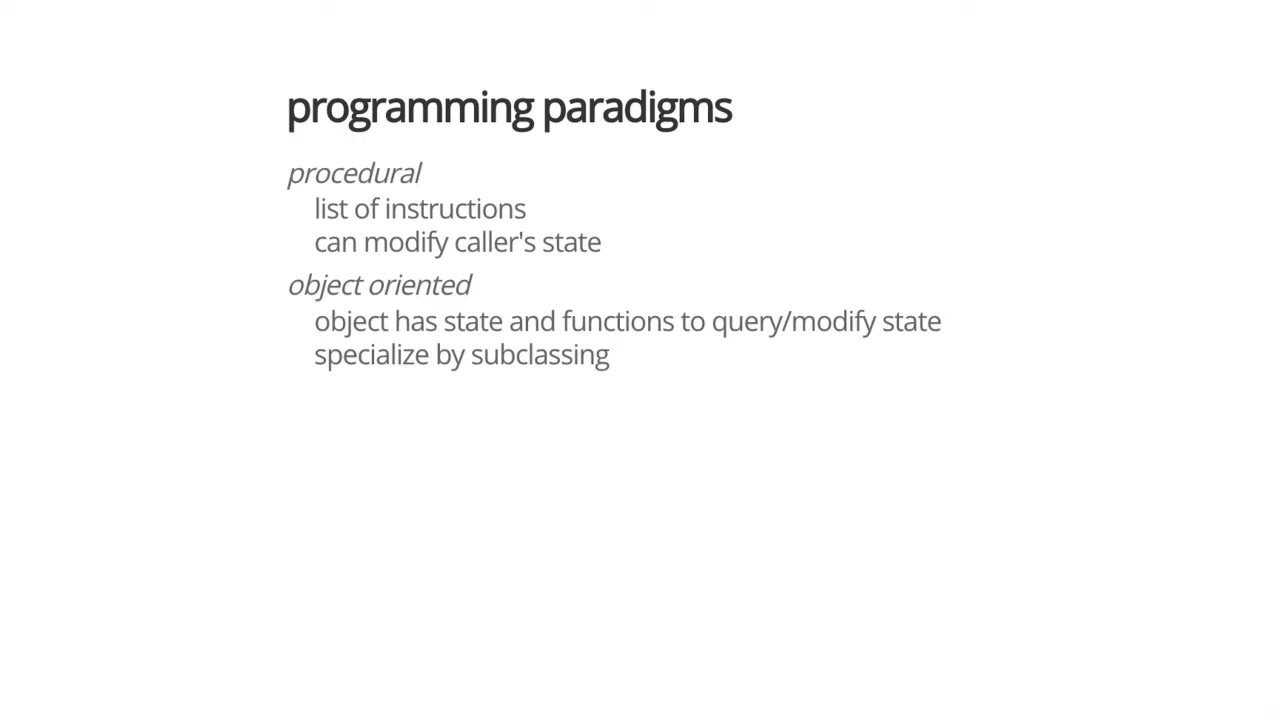 programming paradigms
procedural
list of instructions
can modify caller's state
object oriented
object has state and functions to query/modify state
specialize by subclassing